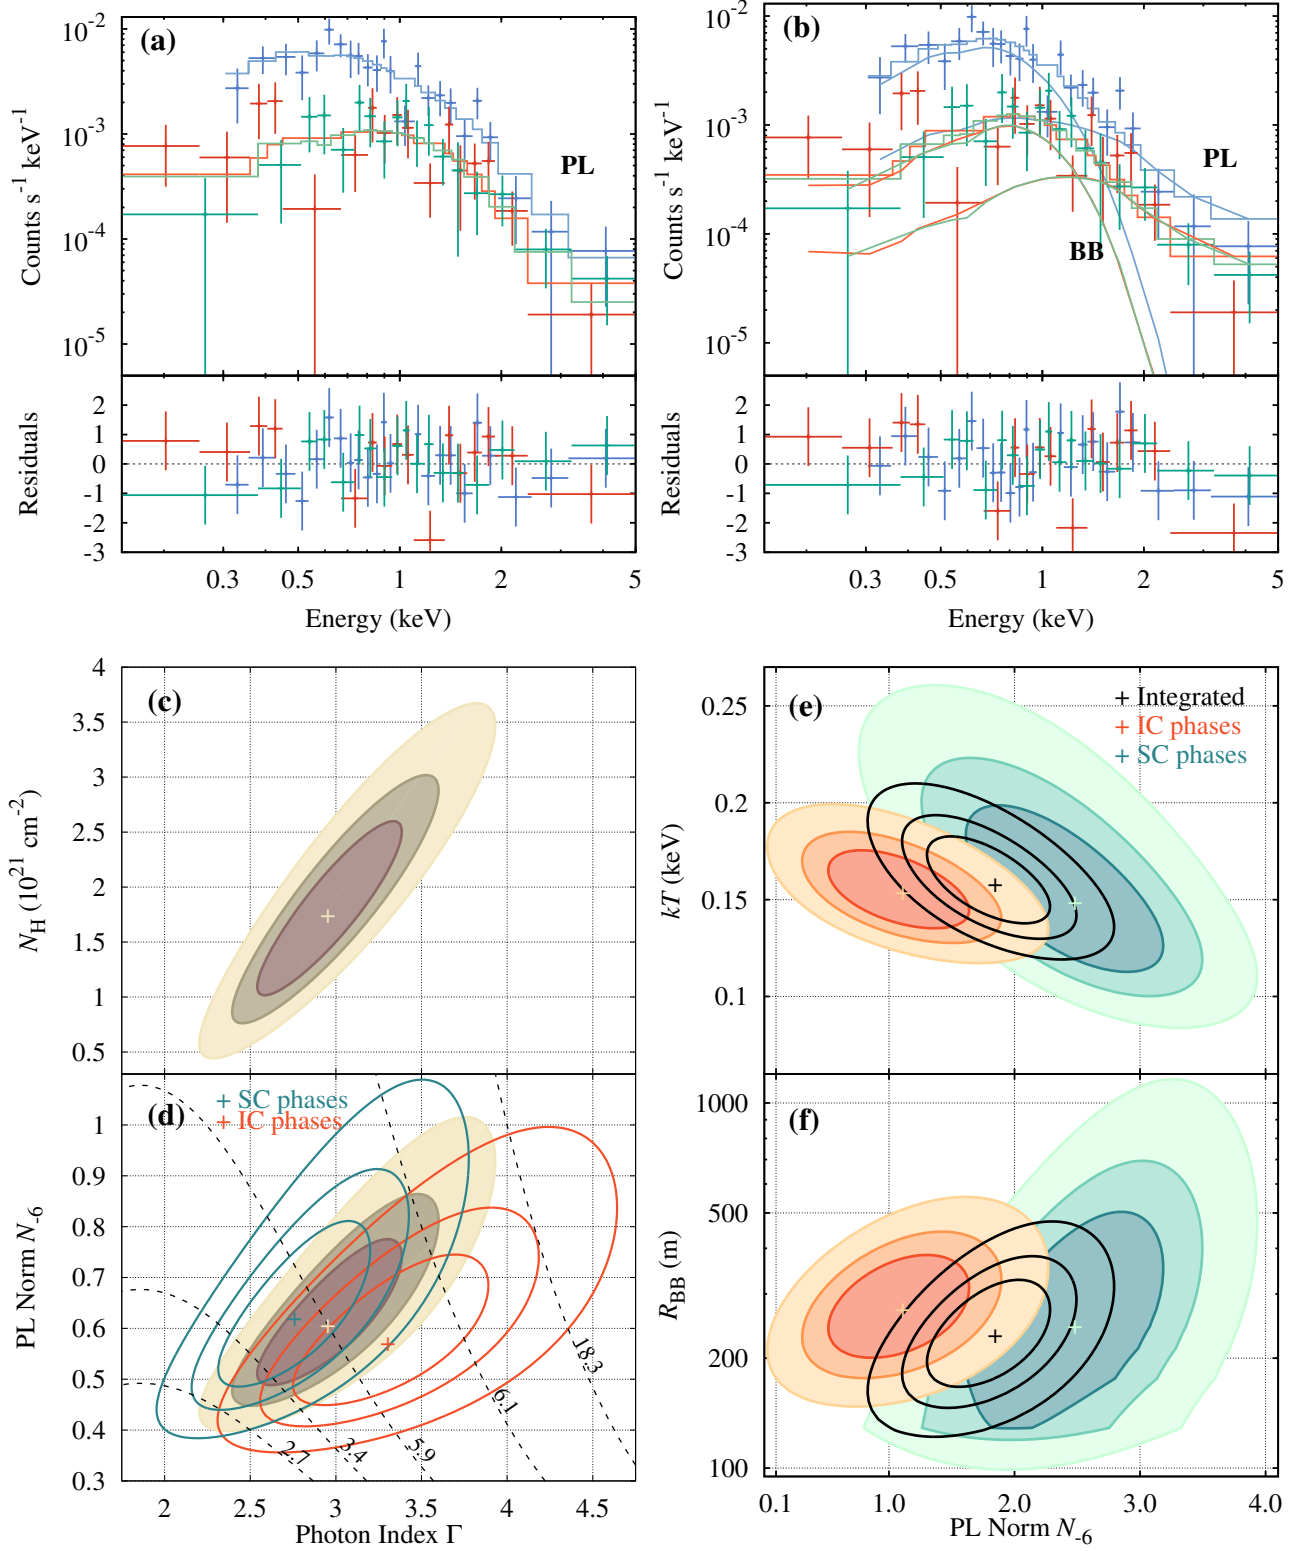 (a)
Counts s⁻¹ keV⁻¹
10⁻²
10⁻³
10⁻⁴
10⁻⁵
PL
Residuals
2
1
0
-1
-2
-3
0.3 0.5 1 2 5
Energy (keV)
(b)
Counts s⁻¹ keV⁻¹
10⁻²
10⁻³
10⁻⁴
10⁻⁵
PL
BB
Residuals
2
1
0
-1
-2
-3
0.3 0.5 1 2 5
Energy (keV)
(c)
N_H (10²¹ cm⁻²)
4
3.5
3
2.5
2
1.5
1
0.5
(d)
+ SC phases
+ IC phases
PL Norm N₋₆
1
0.9
0.8
0.7
0.6
0.5
0.4
0.3
2.7
3.4
5.9
6.1
18.3
2 2.5 3 3.5 4 4.5
Photon Index Γ
(e)
+ Integrated
+ IC phases
+ SC phases
kT (keV)
0.25
0.2
0.15
0.1
(f)
R_BB (m)
1000
500
200
100
0.1 1.0 2.0 3.0 4.0
PL Norm N₋₆